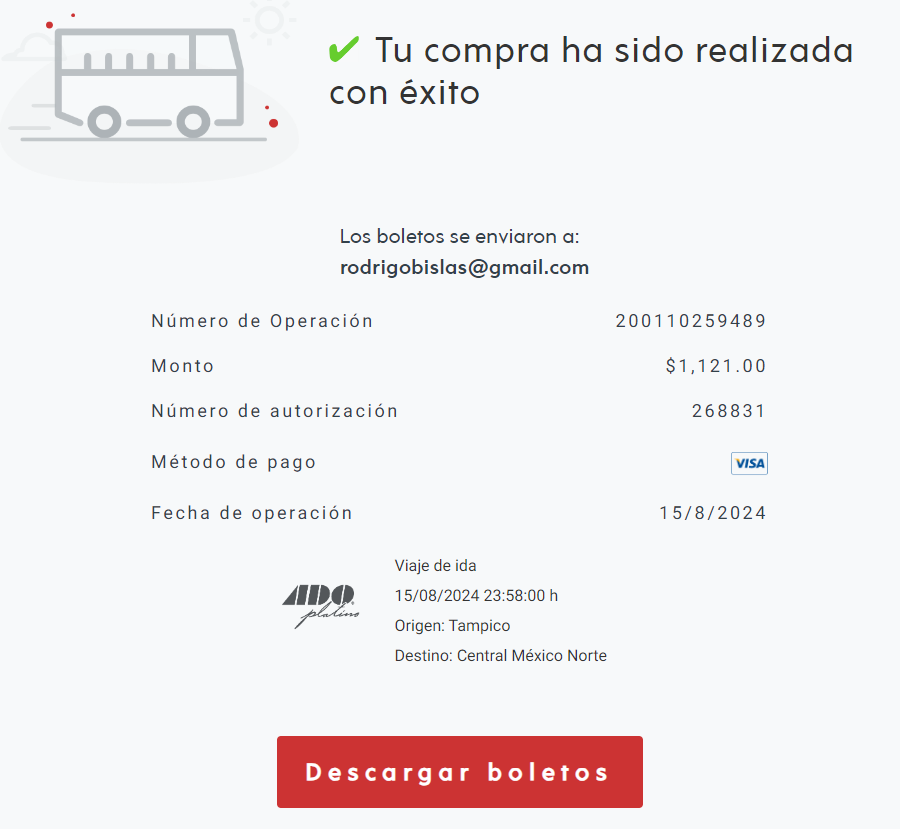 ✔ Tu compra ha sido realizada
con éxito
Los boletos se enviaron a:
rodrigobislas@gmail.com
Número de Operación 200110259489
Monto $1,121.00
Número de autorización 268831
Método de pago VISA
Fecha de operación 15/8/2024
ADO
platino
Viaje de ida
15/08/2024 23:58:00 h
Origen: Tampico
Destino: Central México Norte
Descargar boletos